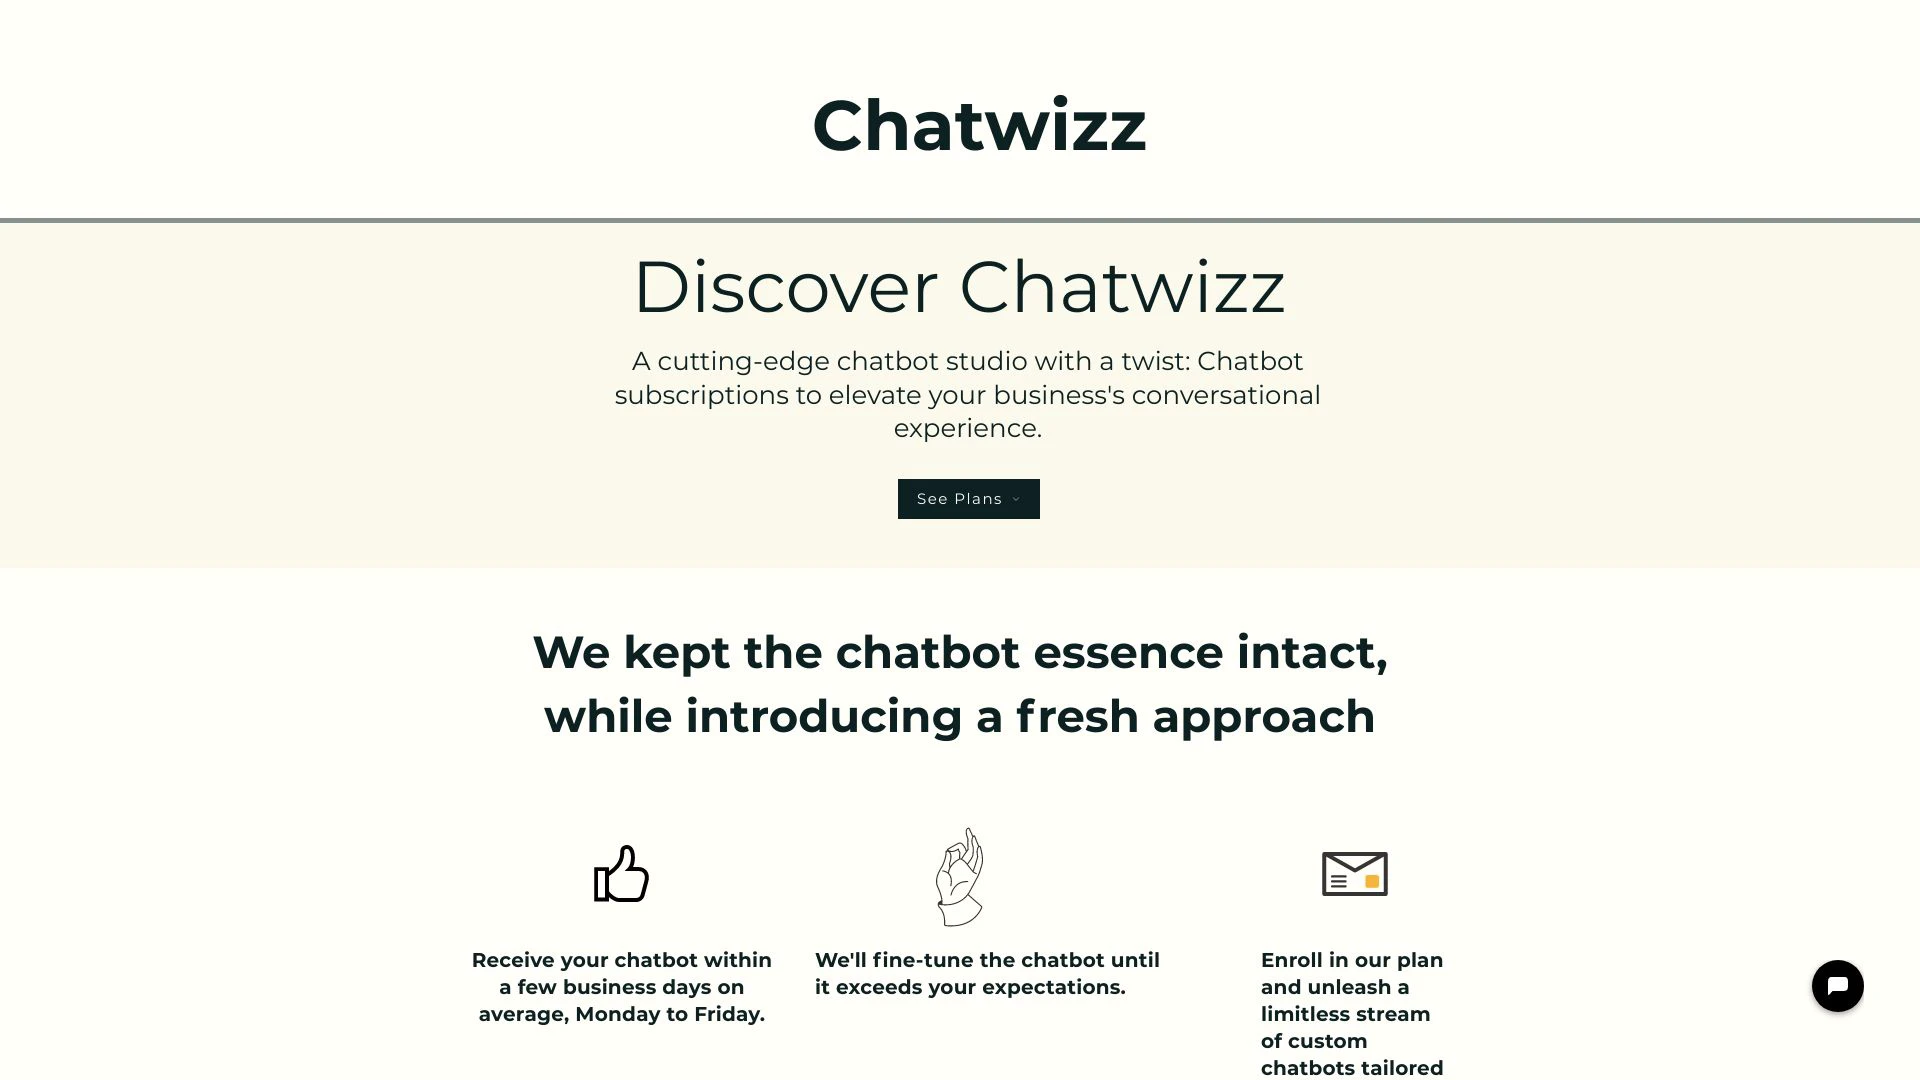 Chatwizz
Discover Chatwizz
A cutting-edge chatbot studio with a twist: Chatbot
subscriptions to elevate your business's conversational
experience.
See Plans
We kept the chatbot essence intact,
while introducing a fresh approach
Receive your chatbot within
a few business days on
average, Monday to Friday.
We'll fine-tune the chatbot until
it exceeds your expectations.
Enroll in our plan
and unleash a
limitless stream
of custom
chatbots tailored